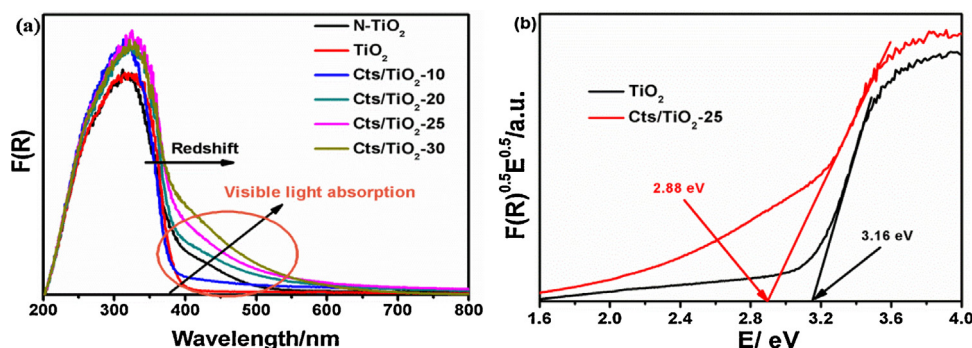 (a)
N-TiO₂
TiO₂
Cts/TiO₂-10
Cts/TiO₂-20
Cts/TiO₂-25
Cts/TiO₂-30
Redshift
Visible light absorption
F(R)
200 300 400 500 600 700 800
Wavelength/nm
(b)
TiO₂
Cts/TiO₂-25
2.88 eV
3.16 eV
F(R)⁰·⁵E⁰·⁵/a.u.
1.6 2.0 2.4 2.8 3.2 3.6 4.0
E/ eV